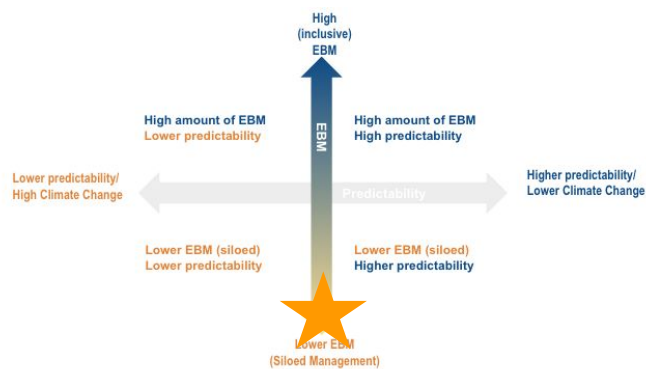 High
(inclusive)
EBM
High amount of EBM
Lower predictability
High amount of EBM
High predictability
EBM
Lower predictability/
High Climate Change
Predictability
Higher predictability/
Lower Climate Change
Lower EBM (siloed)
Lower predictability
Lower EBM (siloed)
Higher predictability
Lower EBM
(Siloed Management)